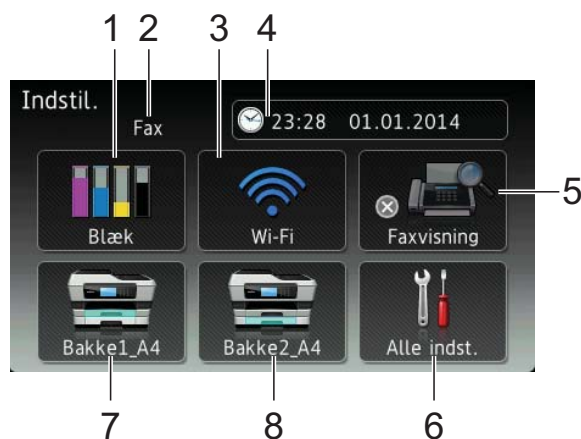 1 2 3 4
Indstil.
Fax
23:28 01.01.2014
5
Blæk Wi-Fi Faxvisning
Bakke1_A4 Bakke2_A4 Alle indst.
7 8 6